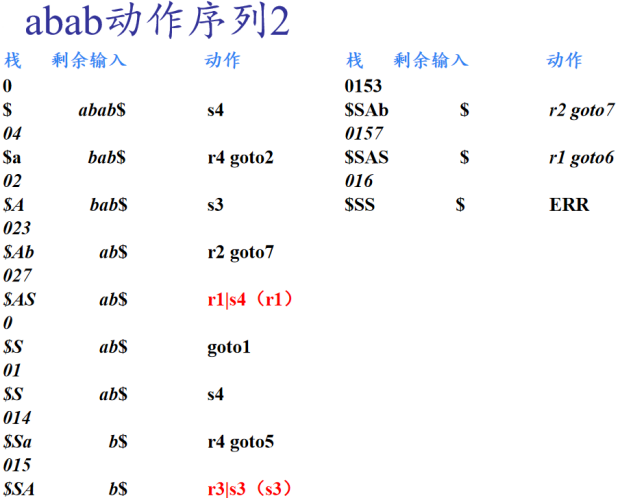 abab动作序列2
栈 剩余输入 动作
0
$ abab$ s4
04
$a bab$ r4 goto2
02
$A bab$ s3
023
$Ab ab$ r2 goto7
027
$AS ab$ r1|s4（r1）
0
$S ab$ goto1
01
$S ab$ s4
014
$Sa b$ r4 goto5
015
$SA b$ r3|s3（s3）
栈 剩余输入 动作
0153
$SAb $ r2 goto7
0157
$SAS $ r1 goto6
016
$SS $ ERR